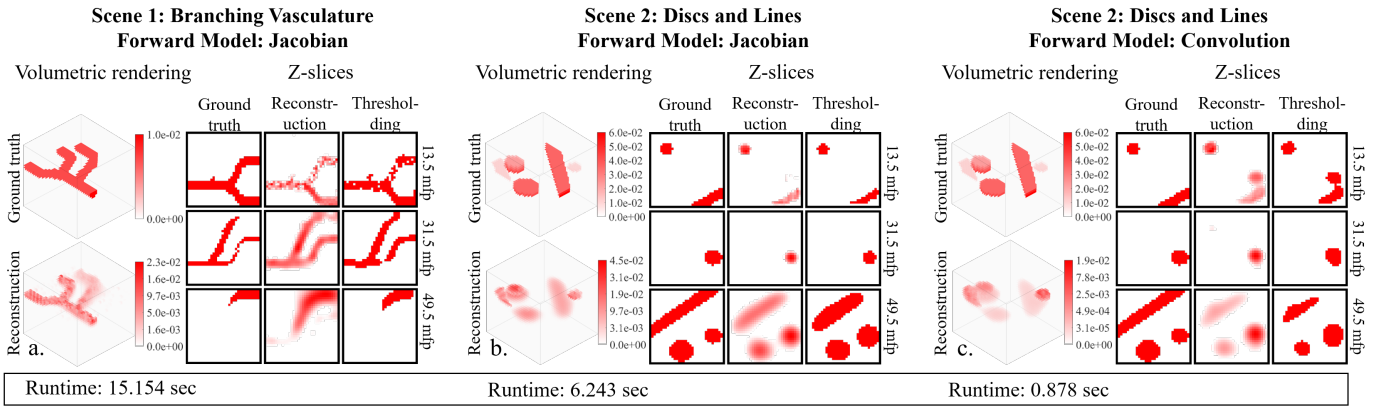 Scene 1: Branching Vasculature
Forward Model: Jacobian
Volumetric rendering
Z-slices
Ground truth
Reconstr-
uction
Threshol-
ding
Ground truth
1.0e-02
0.0e+00
13.5 mfp
31.5 mfp
Reconstruction
2.3e-02
1.6e-02
9.7e-03
5.0e-03
1.6e-03
0.0e+00
49.5 mfp
a.
Runtime: 15.154 sec
Scene 2: Discs and Lines
Forward Model: Jacobian
Volumetric rendering
Z-slices
Ground
truth
Reconstr-
uction
Threshol-
ding
Ground truth
6.0e-02
5.0e-02
4.0e-02
3.0e-02
2.0e-02
1.0e-02
0.0e+00
13.5 mfp
31.5 mfp
Reconstruction
4.5e-02
3.1e-02
1.9e-02
9.7e-03
3.1e-03
0.0e+00
49.5 mfp
b.
Runtime: 6.243 sec
Scene 2: Discs and Lines
Forward Model: Convolution
Volumetric rendering
Z-slices
Ground
truth
Reconstr-
uction
Threshol-
ding
Ground truth
6.0e-02
5.0e-02
4.0e-02
3.0e-02
2.0e-02
1.0e-02
0.0e+00
13.5 mfp
31.5 mfp
Reconstruction
1.9e-02
7.8e-03
2.5e-03
4.9e-04
3.1e-05
0.0e+00
49.5 mfp
c.
Runtime: 0.878 sec